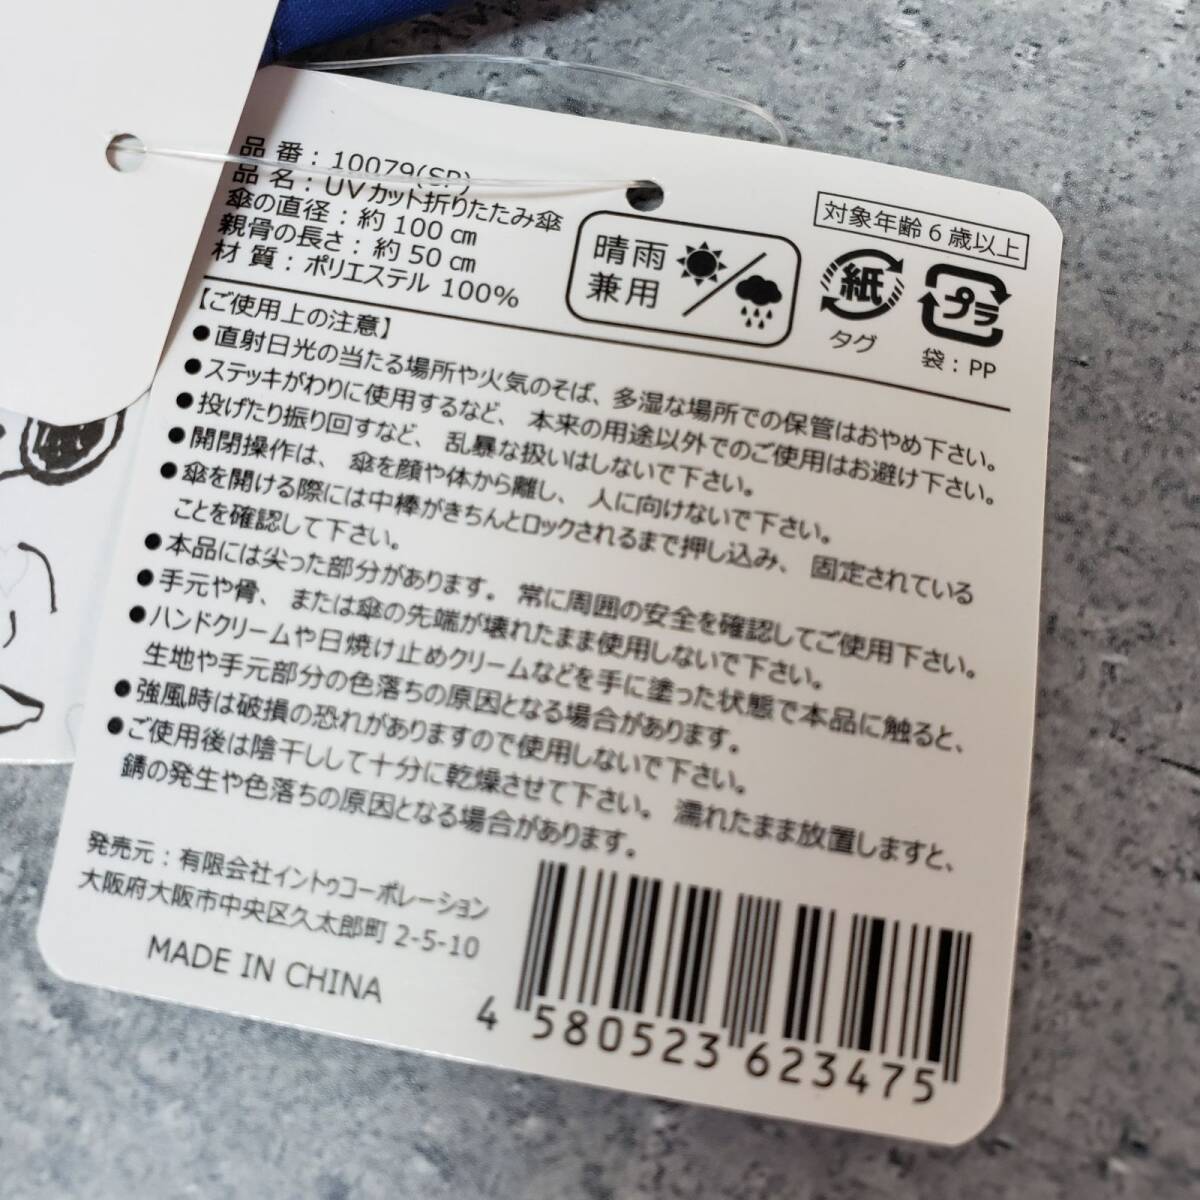 品 番：10079(SP)
品 名：UVカット折りたたみ傘
傘の直径：約 100 ㎝
親骨の長さ：約 50 ㎝
材 質：ポリエステル 100%
晴雨
兼用
対象年齢 6 歳以上
紙
タグ
プラ
袋：PP
【ご使用上の注意】
●直射日光の当たる場所や火気のそば、多湿な場所での保管はおやめ下さい。
●ステッキがわりに使用するなど、本来の用途以外でのご使用はお避け下さい。
●投げたり振り回すなど、乱暴な扱いはしないで下さい。
●開閉操作は、傘を顔や体から離し、人に向けないで下さい。
●傘を開ける際には中棒がきちんとロックされるまで押し込み、固定されている
ことを確認して下さい。
●本品には尖った部分があります。常に周囲の安全を確認してご使用下さい。
●手元や骨、または傘の先端が壊れたまま使用しないで下さい。
●ハンドクリームや日焼け止めクリームなどを手に塗った状態で本品に触ると、
生地や手元部分の色落ちの原因となる場合があります。
●強風時は破損の恐れがありますので使用しないで下さい。
●ご使用後は陰干しして十分に乾燥させて下さい。濡れたまま放置しますと、
錆の発生や色落ちの原因となる場合があります。
発売元：有限会社イントゥコーポレーション
大阪府大阪市中央区久太郎町 2-5-10
MADE IN CHINA
4 580523 623475